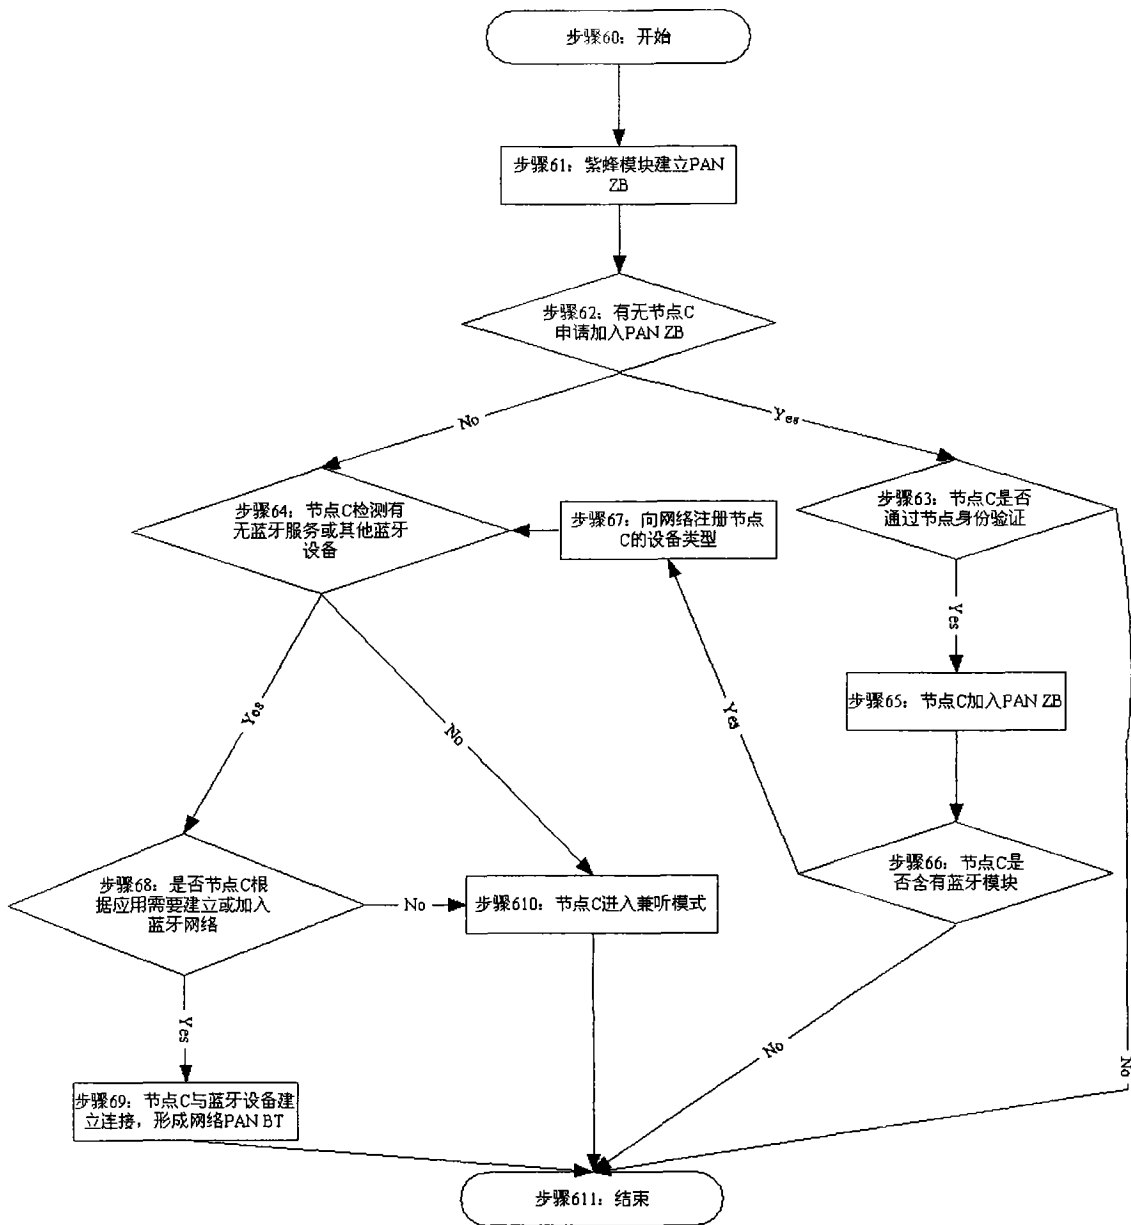 步骤60：开始
步骤61：紫蜂模块建立PAN
ZB
步骤62：有无节点C
申请加入PAN ZB
No
Yes
步骤64：节点C检测有
无蓝牙服务或其他蓝牙
设备
步骤67：向网络注册节点
C的设备类型
步骤63：节点C是否
通过节点身份验证
Yes
步骤65：节点C加入PAN ZB
Yes
No
Yes
步骤66：节点C是
否含有蓝牙模块
步骤68：是否节点C根
据应用需要建立或加入
蓝牙网络
No
步骤610：节点C进入兼听模式
Yes
No
No
步骤69：节点C与蓝牙设备建
立连接，形成网络PAN BT
步骤611：结束